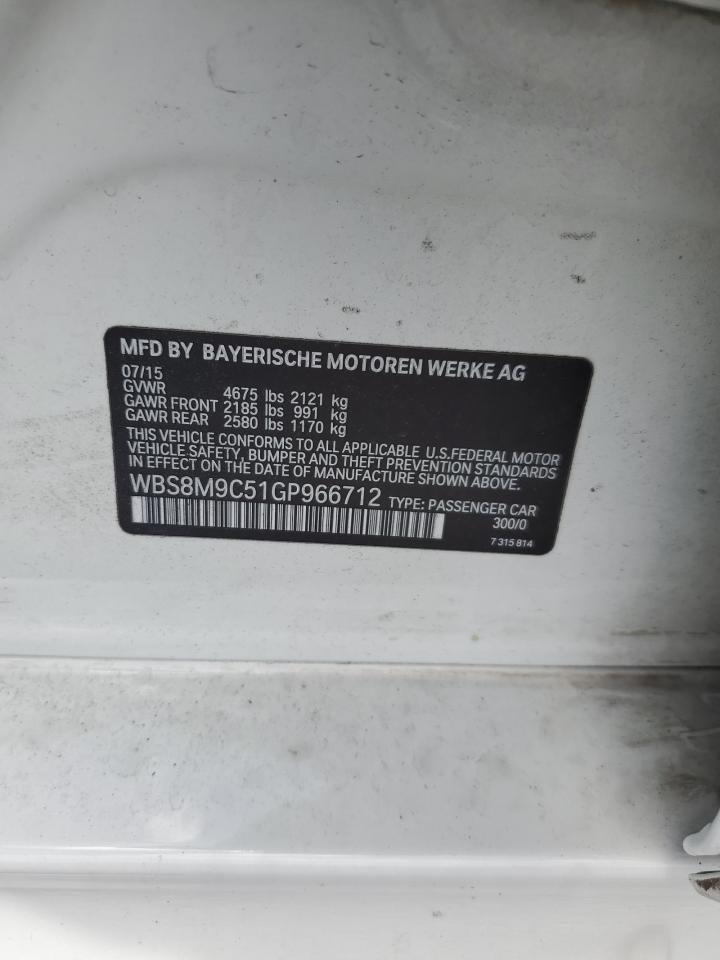 MFD BY BAYERISCHE MOTOREN WERKE AG
07/15
GVWR 4675 lbs 2121 kg
GAWR FRONT 2185 lbs 991 kg
GAWR REAR 2580 lbs 1170 kg
THIS VEHICLE CONFORMS TO ALL APPLICABLE U.S.FEDERAL MOTOR
VEHICLE SAFETY, BUMPER AND THEFT PREVENTION STANDARDS
IN EFFECT ON THE DATE OF MANUFACTURE SHOWN ABOVE.
WBS8M9C51GP966712 TYPE: PASSENGER CAR
300/0
7 315 814